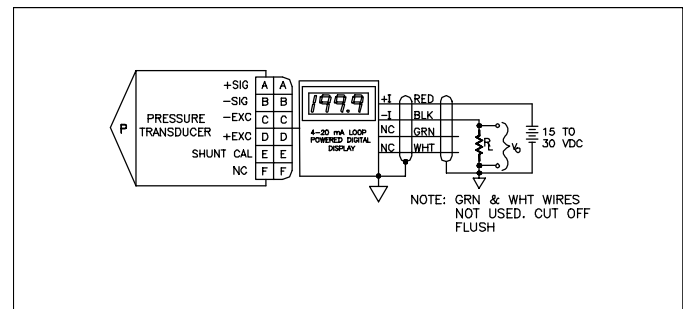 P
PRESSURE
TRANSDUCER
+SIG A A
-SIG B B
-EXC C C
+EXC D D
SHUNT CAL E E
NC F F
199.9
4-20 mA LOOP
POWERED DIGITAL
DISPLAY
+I RED
-I BLK
NC GRN
NC WHT
RL
Vo
15 TO
30 VDC
NOTE: GRN & WHT WIRES
NOT USED. CUT OFF
FLUSH